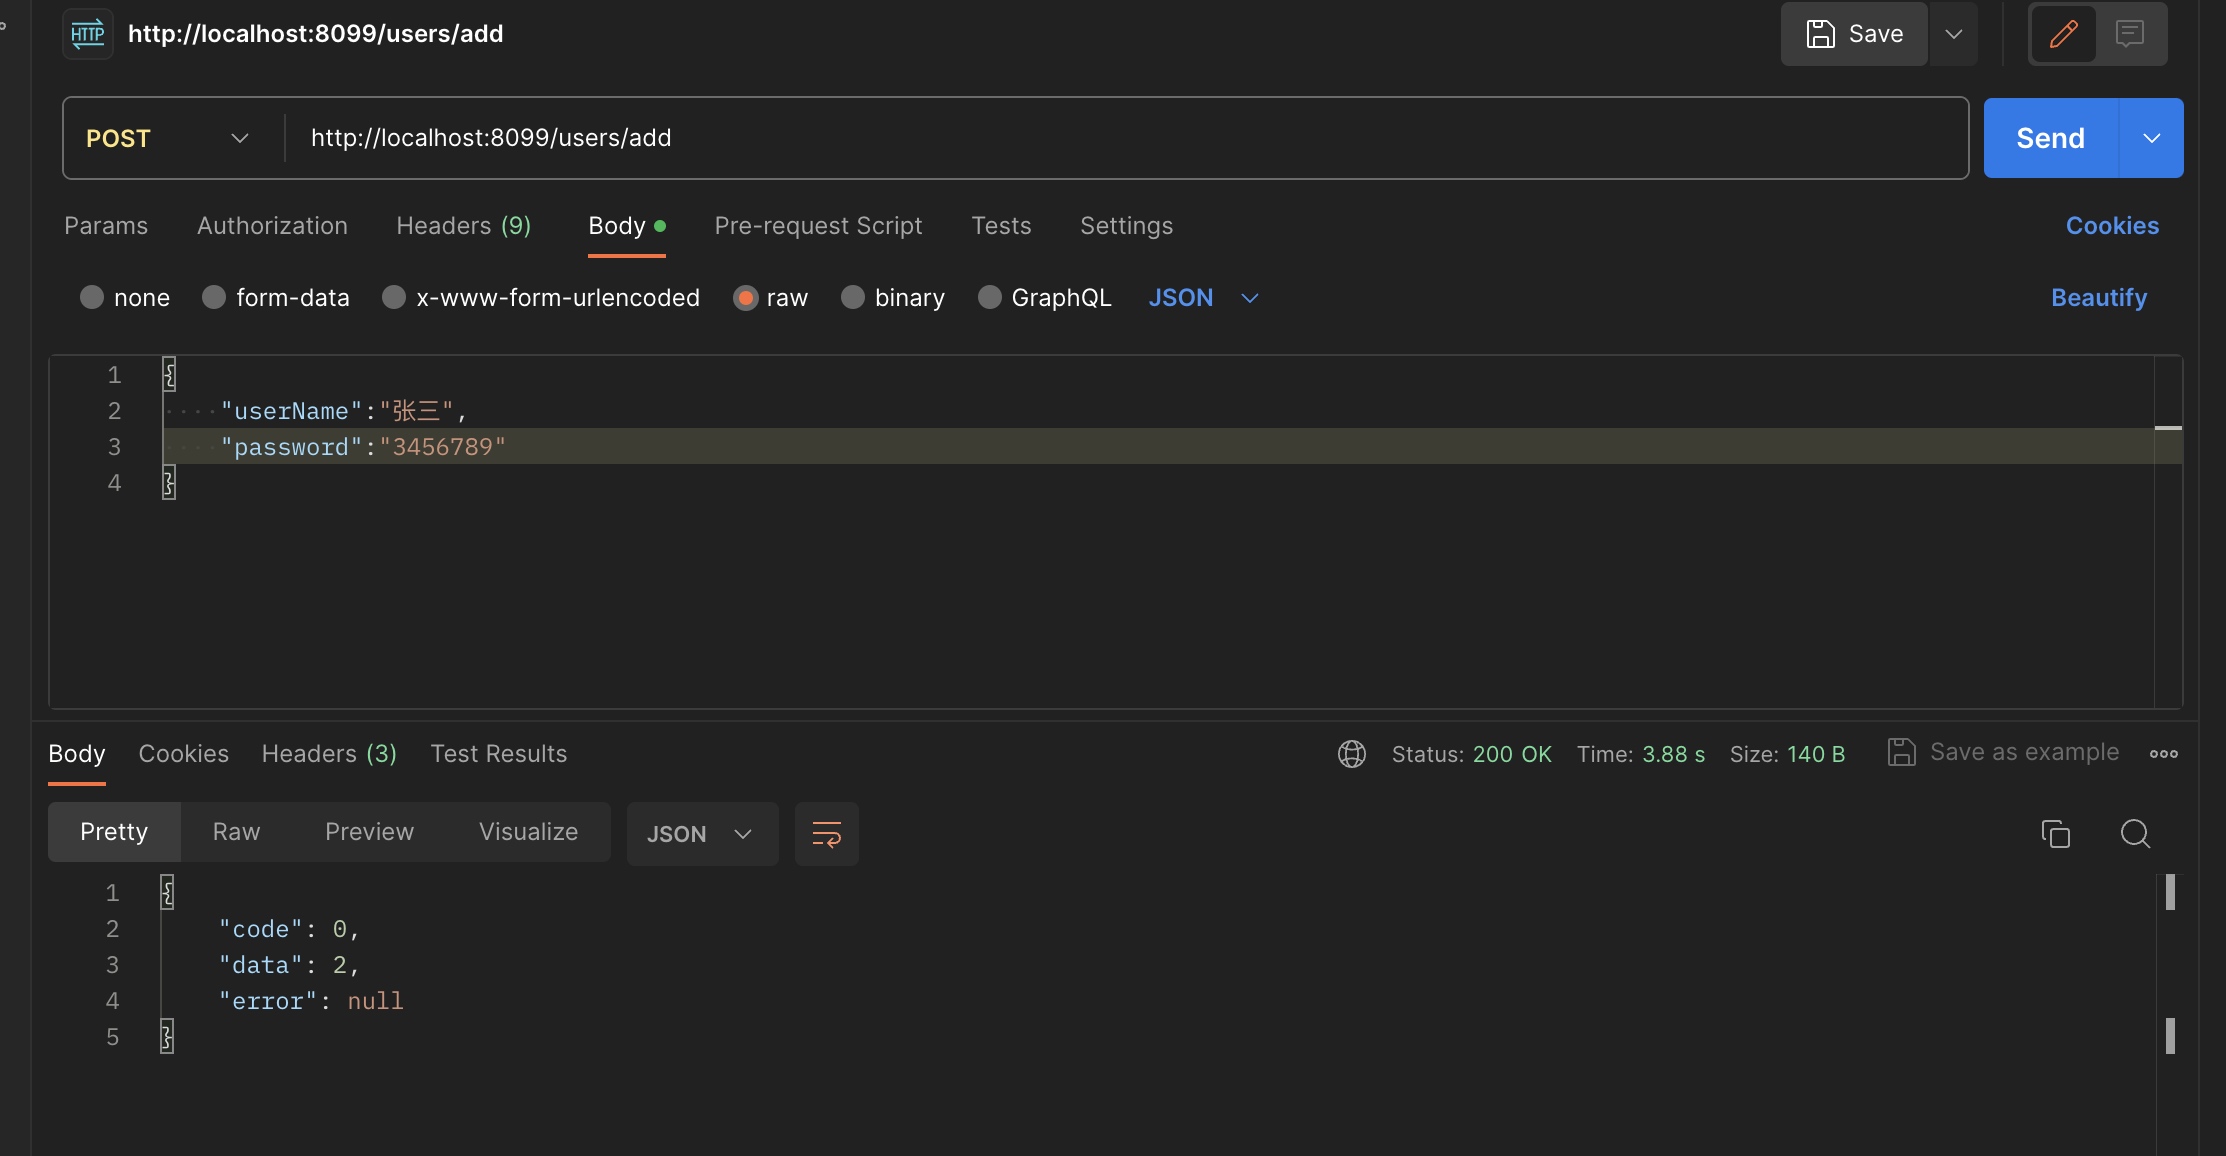 HTTP http://localhost:8099/users/add Save
POST http://localhost:8099/users/add Send
Params Authorization Headers (9) Body Pre-request Script Tests Settings Cookies
none form-data x-www-form-urlencoded raw binary GraphQL JSON Beautify
1 {
2 "userName":"张三",
3 "password":"3456789"
4 }
Body Cookies Headers (3) Test Results Status: 200 OK Time: 3.88 s Size: 140 B Save as example
Pretty Raw Preview Visualize JSON
1 {
2 "code": 0,
3 "data": 2,
4 "error": null
5 }